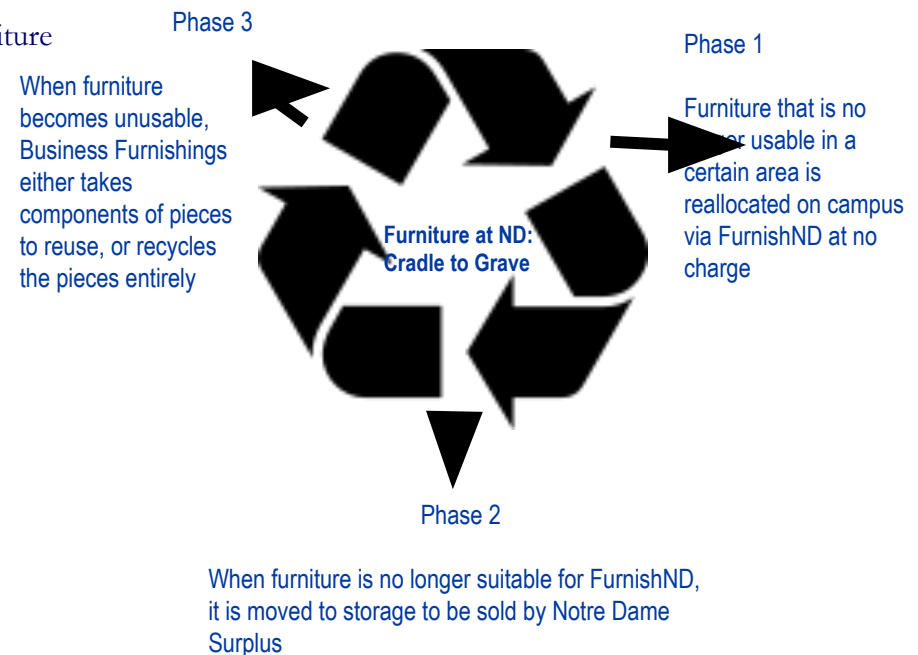 Phase 3
When furniture
becomes unusable,
Business Furnishings
either takes
components of pieces
to reuse, or recycles
the pieces entirely
Phase 1
Furniture that is no
usable in a
certain area is
reallocated on campus
via FurnishND at no
charge
Furniture at ND:
Cradle to Grave
Phase 2
When furniture is no longer suitable for FurnishND,
it is moved to storage to be sold by Notre Dame
Surplus